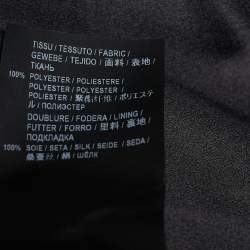 TISSU / TESSUTO / FABRIC /
GEWEBE / TEJIDO / 面料 / 表地 /
ТКАНЬ
100% POLYESTER / POLIESTERE /
POLYESTER / POLIÉSTER /
POLIESTER / 聚酯纤维 / ポリエステ
ル / ПОЛИЭСТЕР
DOUBLURE / FODERA / LINING /
FUTTER / FORRO / 里料 / 裏地 /
ПОДКЛАДКА
100% SOIE / SETA / SILK / SEIDE / SEDA /
桑蚕丝 / 絹 / ШЁЛК